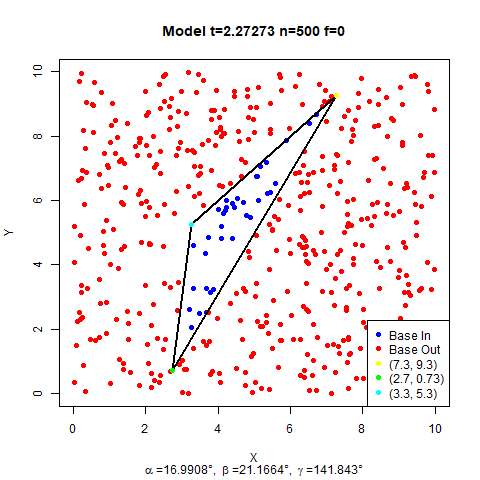 Model t=2.27273 n=500 f=0
10
8
6
4
2
0
Y
Base In
Base Out
(7.3, 9.3)
(2.7, 0.73)
(3.3, 5.3)
0 2 4 6 8 10
X
α=16.9908°, β=21.1664°, γ=141.843°